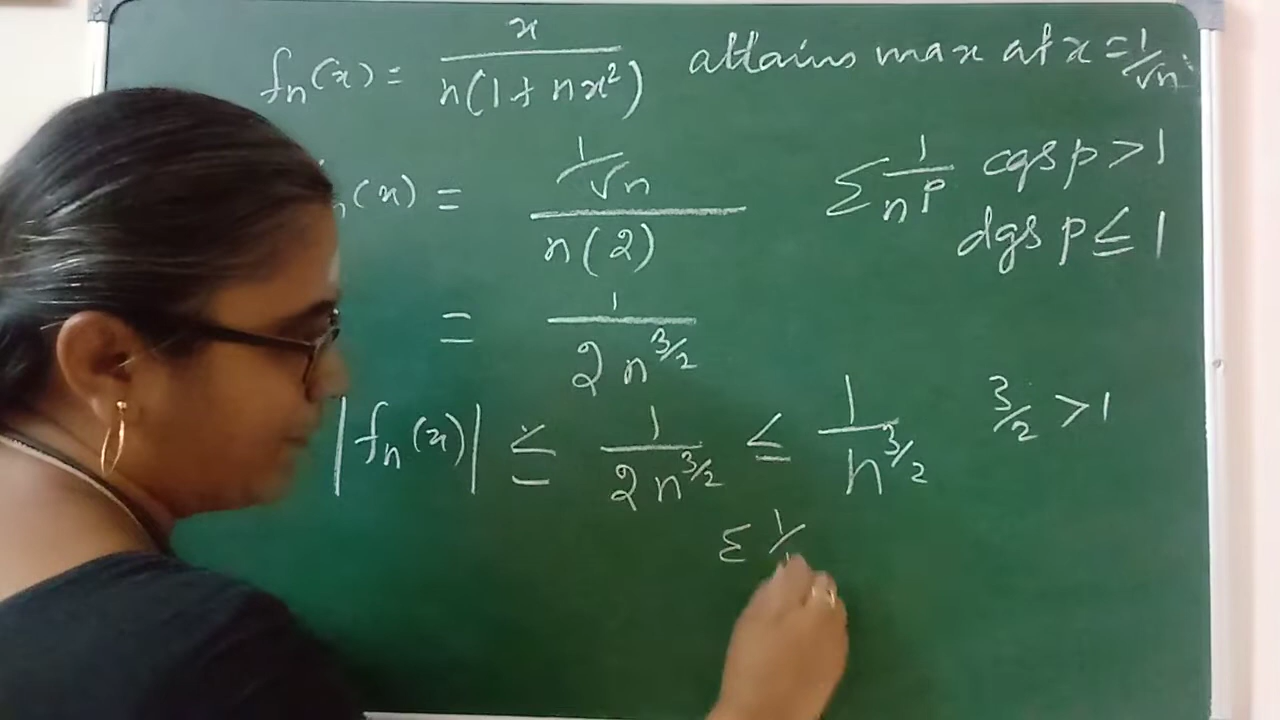 fₙ(x) = x / n(1 + nx²) attains max at x = 1/√n
ₙ(x) = 1/√n / n(2) Σ 1/nᵖ cgs p > 1
dgs p ≤ 1
= 1 / 2n^{3/2}
|fₙ(x)| ≤ 1 / 2n^{3/2} ≤ 1 / n^{3/2} 3/2 > 1
Σ 1/